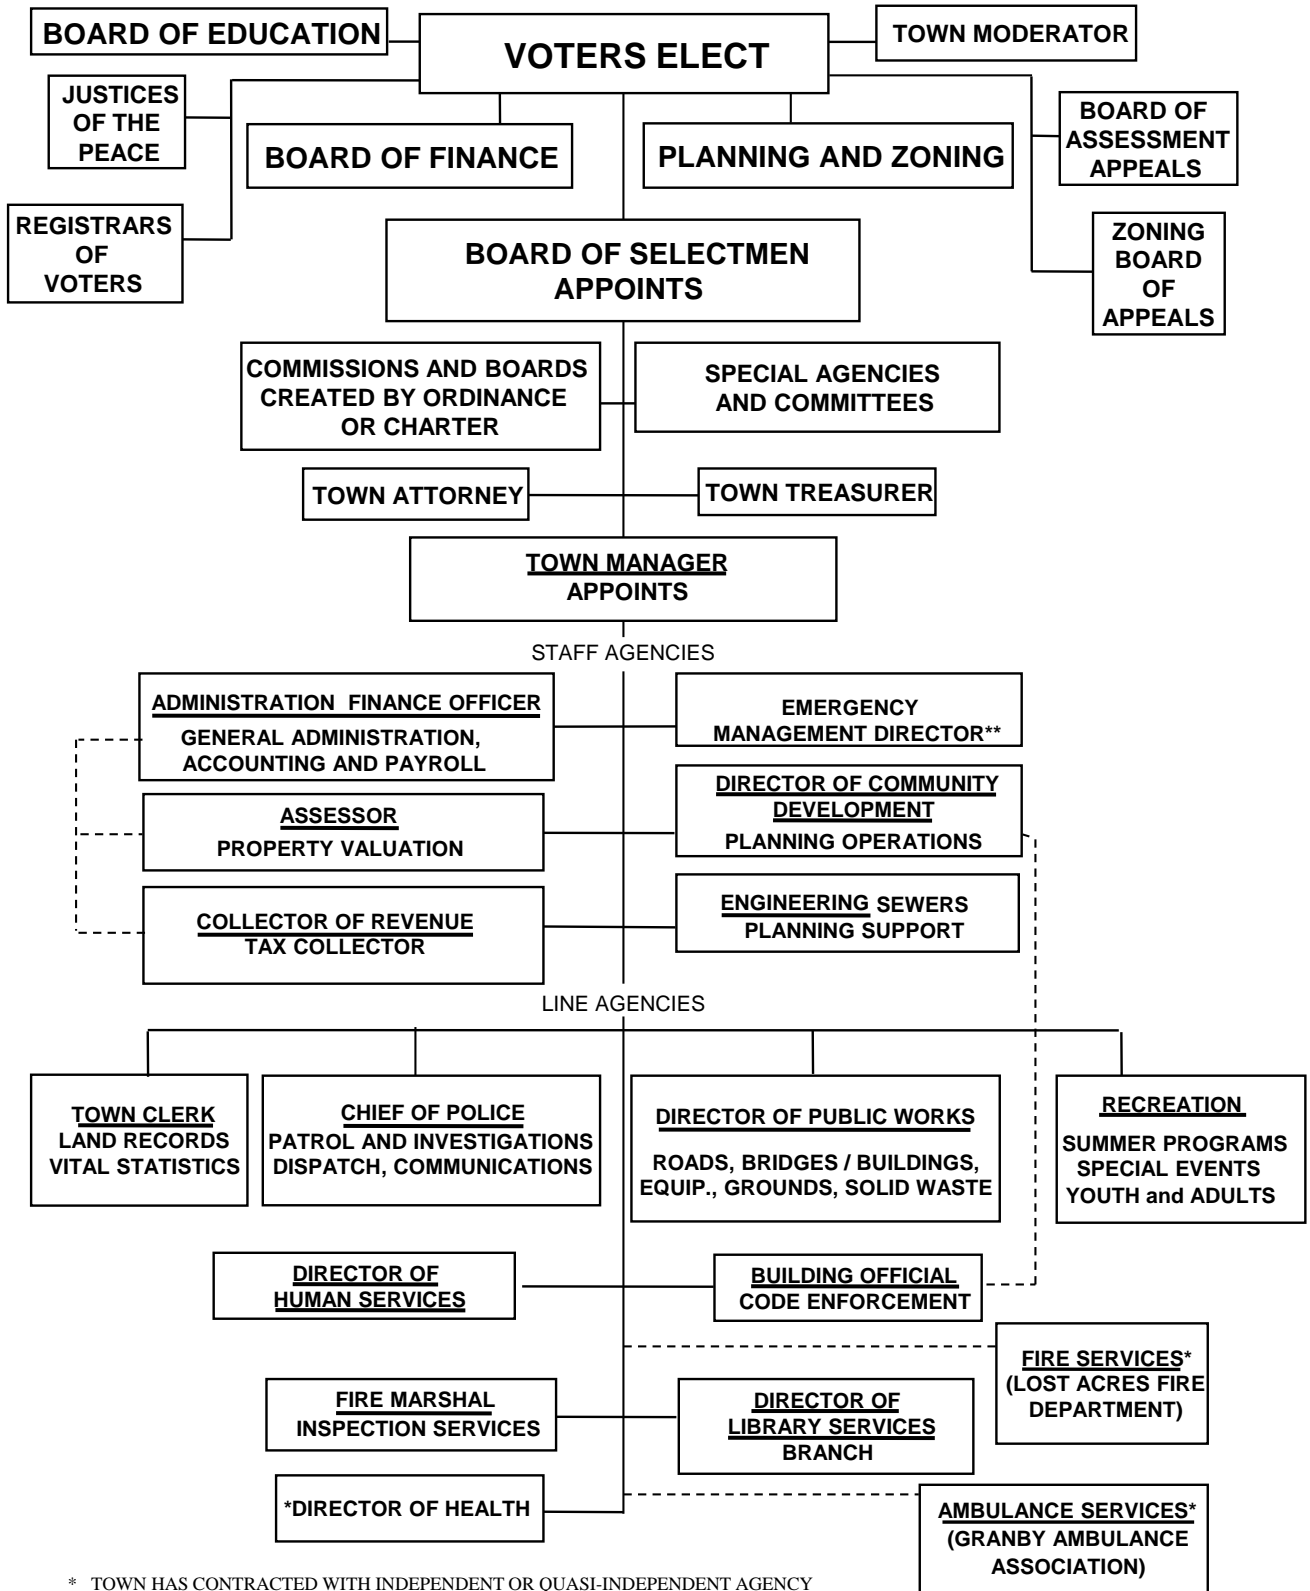 BOARD OF EDUCATION
VOTERS ELECT
TOWN MODERATOR
JUSTICES
OF THE
PEACE
BOARD OF FINANCE
PLANNING AND ZONING
BOARD OF
ASSESSMENT
APPEALS
REGISTRARS
OF
VOTERS
BOARD OF SELECTMEN
APPOINTS
ZONING
BOARD
OF
APPEALS
COMMISSIONS AND BOARDS
CREATED BY ORDINANCE
OR CHARTER
SPECIAL AGENCIES
AND COMMITTEES
TOWN ATTORNEY
TOWN TREASURER
TOWN MANAGER
APPOINTS
STAFF AGENCIES
ADMINISTRATION FINANCE OFFICER
GENERAL ADMINISTRATION,
ACCOUNTING AND PAYROLL
EMERGENCY
MANAGEMENT DIRECTOR**
ASSESSOR
PROPERTY VALUATION
DIRECTOR OF COMMUNITY
DEVELOPMENT
PLANNING OPERATIONS
COLLECTOR OF REVENUE
TAX COLLECTOR
ENGINEERING SEWERS
PLANNING SUPPORT
LINE AGENCIES
TOWN CLERK
LAND RECORDS
VITAL STATISTICS
CHIEF OF POLICE
PATROL AND INVESTIGATIONS
DISPATCH, COMMUNICATIONS
DIRECTOR OF PUBLIC WORKS
ROADS, BRIDGES / BUILDINGS,
EQUIP., GROUNDS, SOLID WASTE
RECREATION
SUMMER PROGRAMS
SPECIAL EVENTS
YOUTH and ADULTS
DIRECTOR OF
HUMAN SERVICES
BUILDING OFFICIAL
CODE ENFORCEMENT
FIRE SERVICES*
(LOST ACRES FIRE
DEPARTMENT)
FIRE MARSHAL
INSPECTION SERVICES
DIRECTOR OF
LIBRARY SERVICES
BRANCH
*DIRECTOR OF HEALTH
AMBULANCE SERVICES*
(GRANBY AMBULANCE
ASSOCIATION)
* TOWN HAS CONTRACTED WITH INDEPENDENT OR QUASI-INDEPENDENT AGENCY